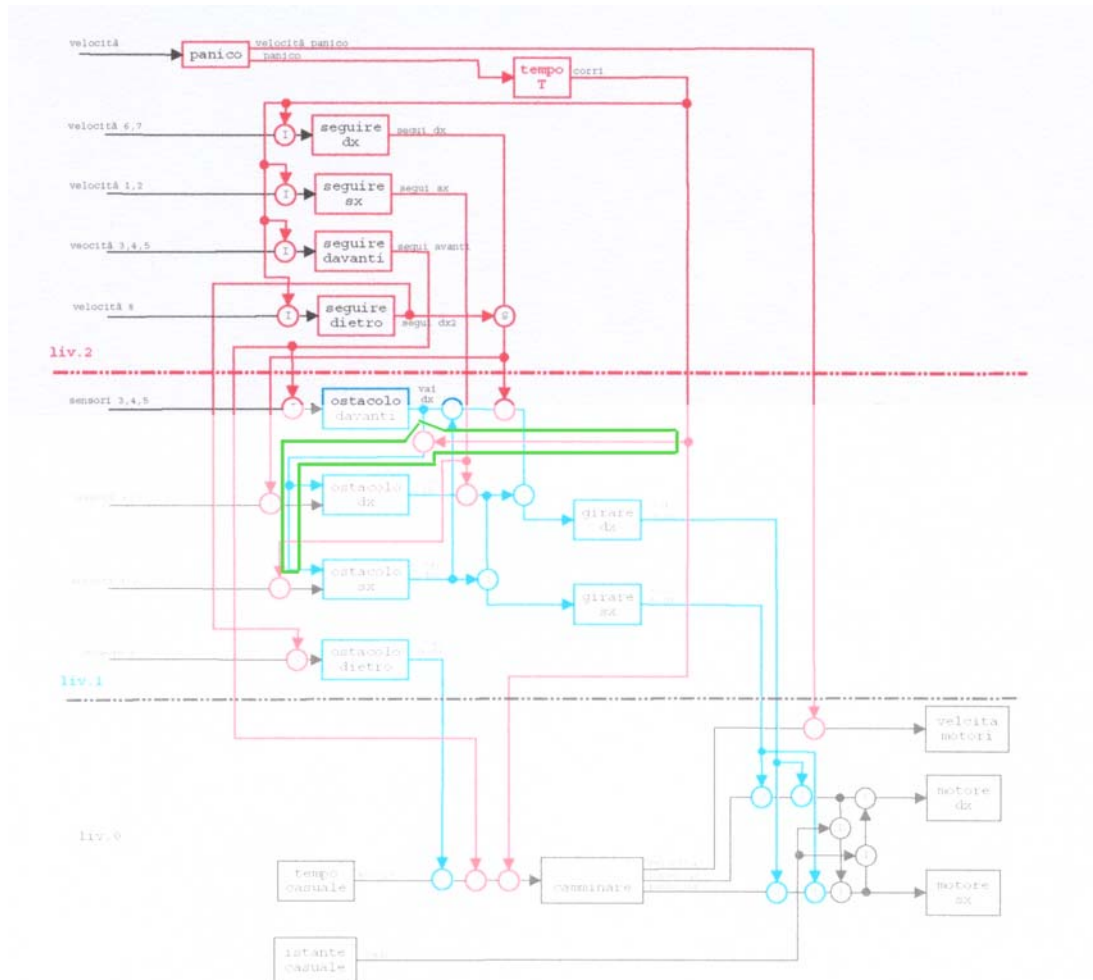 velocità
panico
velocità panico
panico
tempo
T
corri
velocità 6,7
I
seguire
dx
segui dx
velocità 1,2
I
seguire
sx
segui sx
veocità 3,4,5
I
seguire
davanti
segui avanti
velocità 8
I
seguire
dietro
segui dx2
S
liv.2
sensori 3,4,5
ostacolo
davanti
vai
dx
ostacolo
dx
girare
dx
ostacolo
sx
girare
sx
ostacolo
dietro
liv.1
velcita
motori
motore
dx
liv.0
tempo
casuale
camminare
motore
sx
istante
casuale